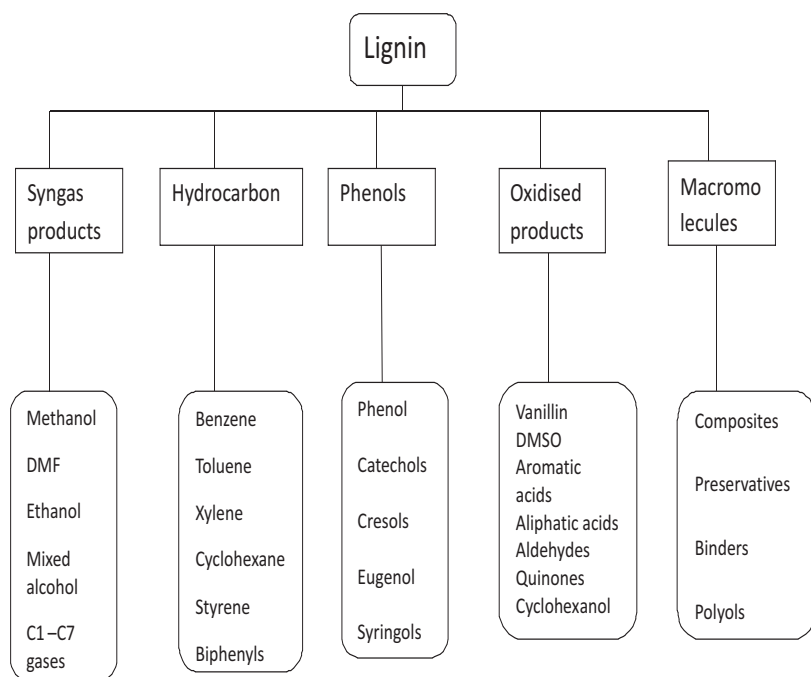 Lignin
Syngas
products
Hydrocarbon
Phenols
Oxidised
products
Macromo
lecules
Methanol
DMF
Ethanol
Mixed
alcohol
C1 –C7
gases
Benzene
Toluene
Xylene
Cyclohexane
Styrene
Biphenyls
Phenol
Catechols
Cresols
Eugenol
Syringols
Vanillin
DMSO
Aromatic
acids
Aliphatic acids
Aldehydes
Quinones
Cyclohexanol
Composites
Preservatives
Binders
Polyols